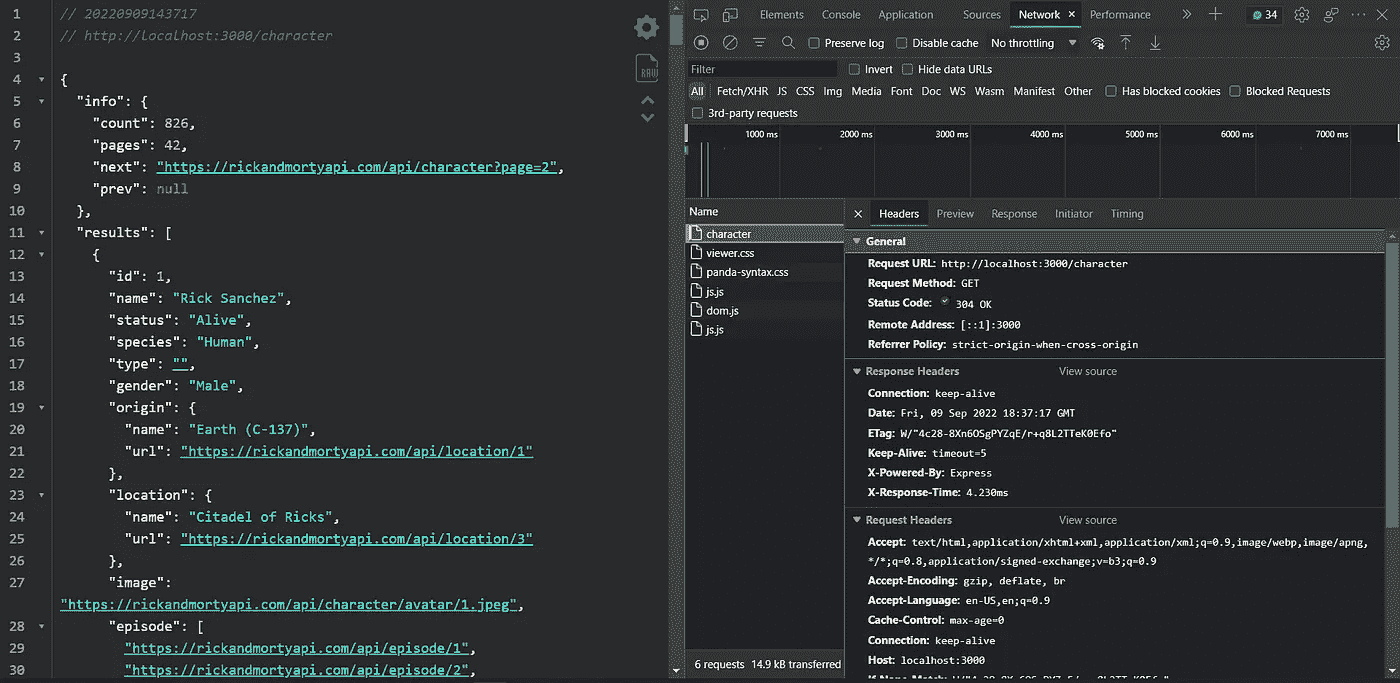 1 // 20220909143717
2 // http://localhost:3000/character
3
4 {
5 "info": {
6 "count": 826,
7 "pages": 42,
8 "next": "https://rickandmortyapi.com/api/character?page=2",
9 "prev": null
10 },
11 "results": [
12 {
13 "id": 1,
14 "name": "Rick Sanchez",
15 "status": "Alive",
16 "species": "Human",
17 "type": "",
18 "gender": "Male",
19 "origin": {
20 "name": "Earth (C-137)",
21 "url": "https://rickandmortyapi.com/api/location/1"
22 },
23 "location": {
24 "name": "Citadel of Ricks",
25 "url": "https://rickandmortyapi.com/api/location/3"
26 },
27 "image":
"https://rickandmortyapi.com/api/character/avatar/1.jpeg",
28 "episode": [
29 "https://rickandmortyapi.com/api/episode/1",
30 "https://rickandmortyapi.com/api/episode/2",
RAW
Elements Console Application Sources Network Performance 34
Preserve log Disable cache No throttling
Filter Invert Hide data URLs
All Fetch/XHR JS CSS Img Media Font Doc WS Wasm Manifest Other Has blocked cookies Blocked Requests
3rd-party requests
1000 ms 2000 ms 3000 ms 4000 ms 5000 ms 6000 ms 7000 ms
Name
character
viewer.css
panda-syntax.css
js.js
dom.js
js.js
6 requests 14.9 kB transferred
Headers Preview Response Initiator Timing
General
Request URL: http://localhost:3000/character
Request Method: GET
Status Code: 304 OK
Remote Address: [::1]:3000
Referrer Policy: strict-origin-when-cross-origin
Response Headers View source
Connection: keep-alive
Date: Fri, 09 Sep 2022 18:37:17 GMT
ETag: W/"4c28-8Xn6OSgPYZqE/r+q8L2TTeK0Efo"
Keep-Alive: timeout=5
X-Powered-By: Express
X-Response-Time: 4.230ms
Request Headers View source
Accept: text/html,application/xhtml+xml,application/xml;q=0.9,image/webp,image/apng,
*/*;q=0.8,application/signed-exchange;v=b3;q=0.9
Accept-Encoding: gzip, deflate, br
Accept-Language: en-US,en;q=0.9
Cache-Control: max-age=0
Connection: keep-alive
Host: localhost:3000